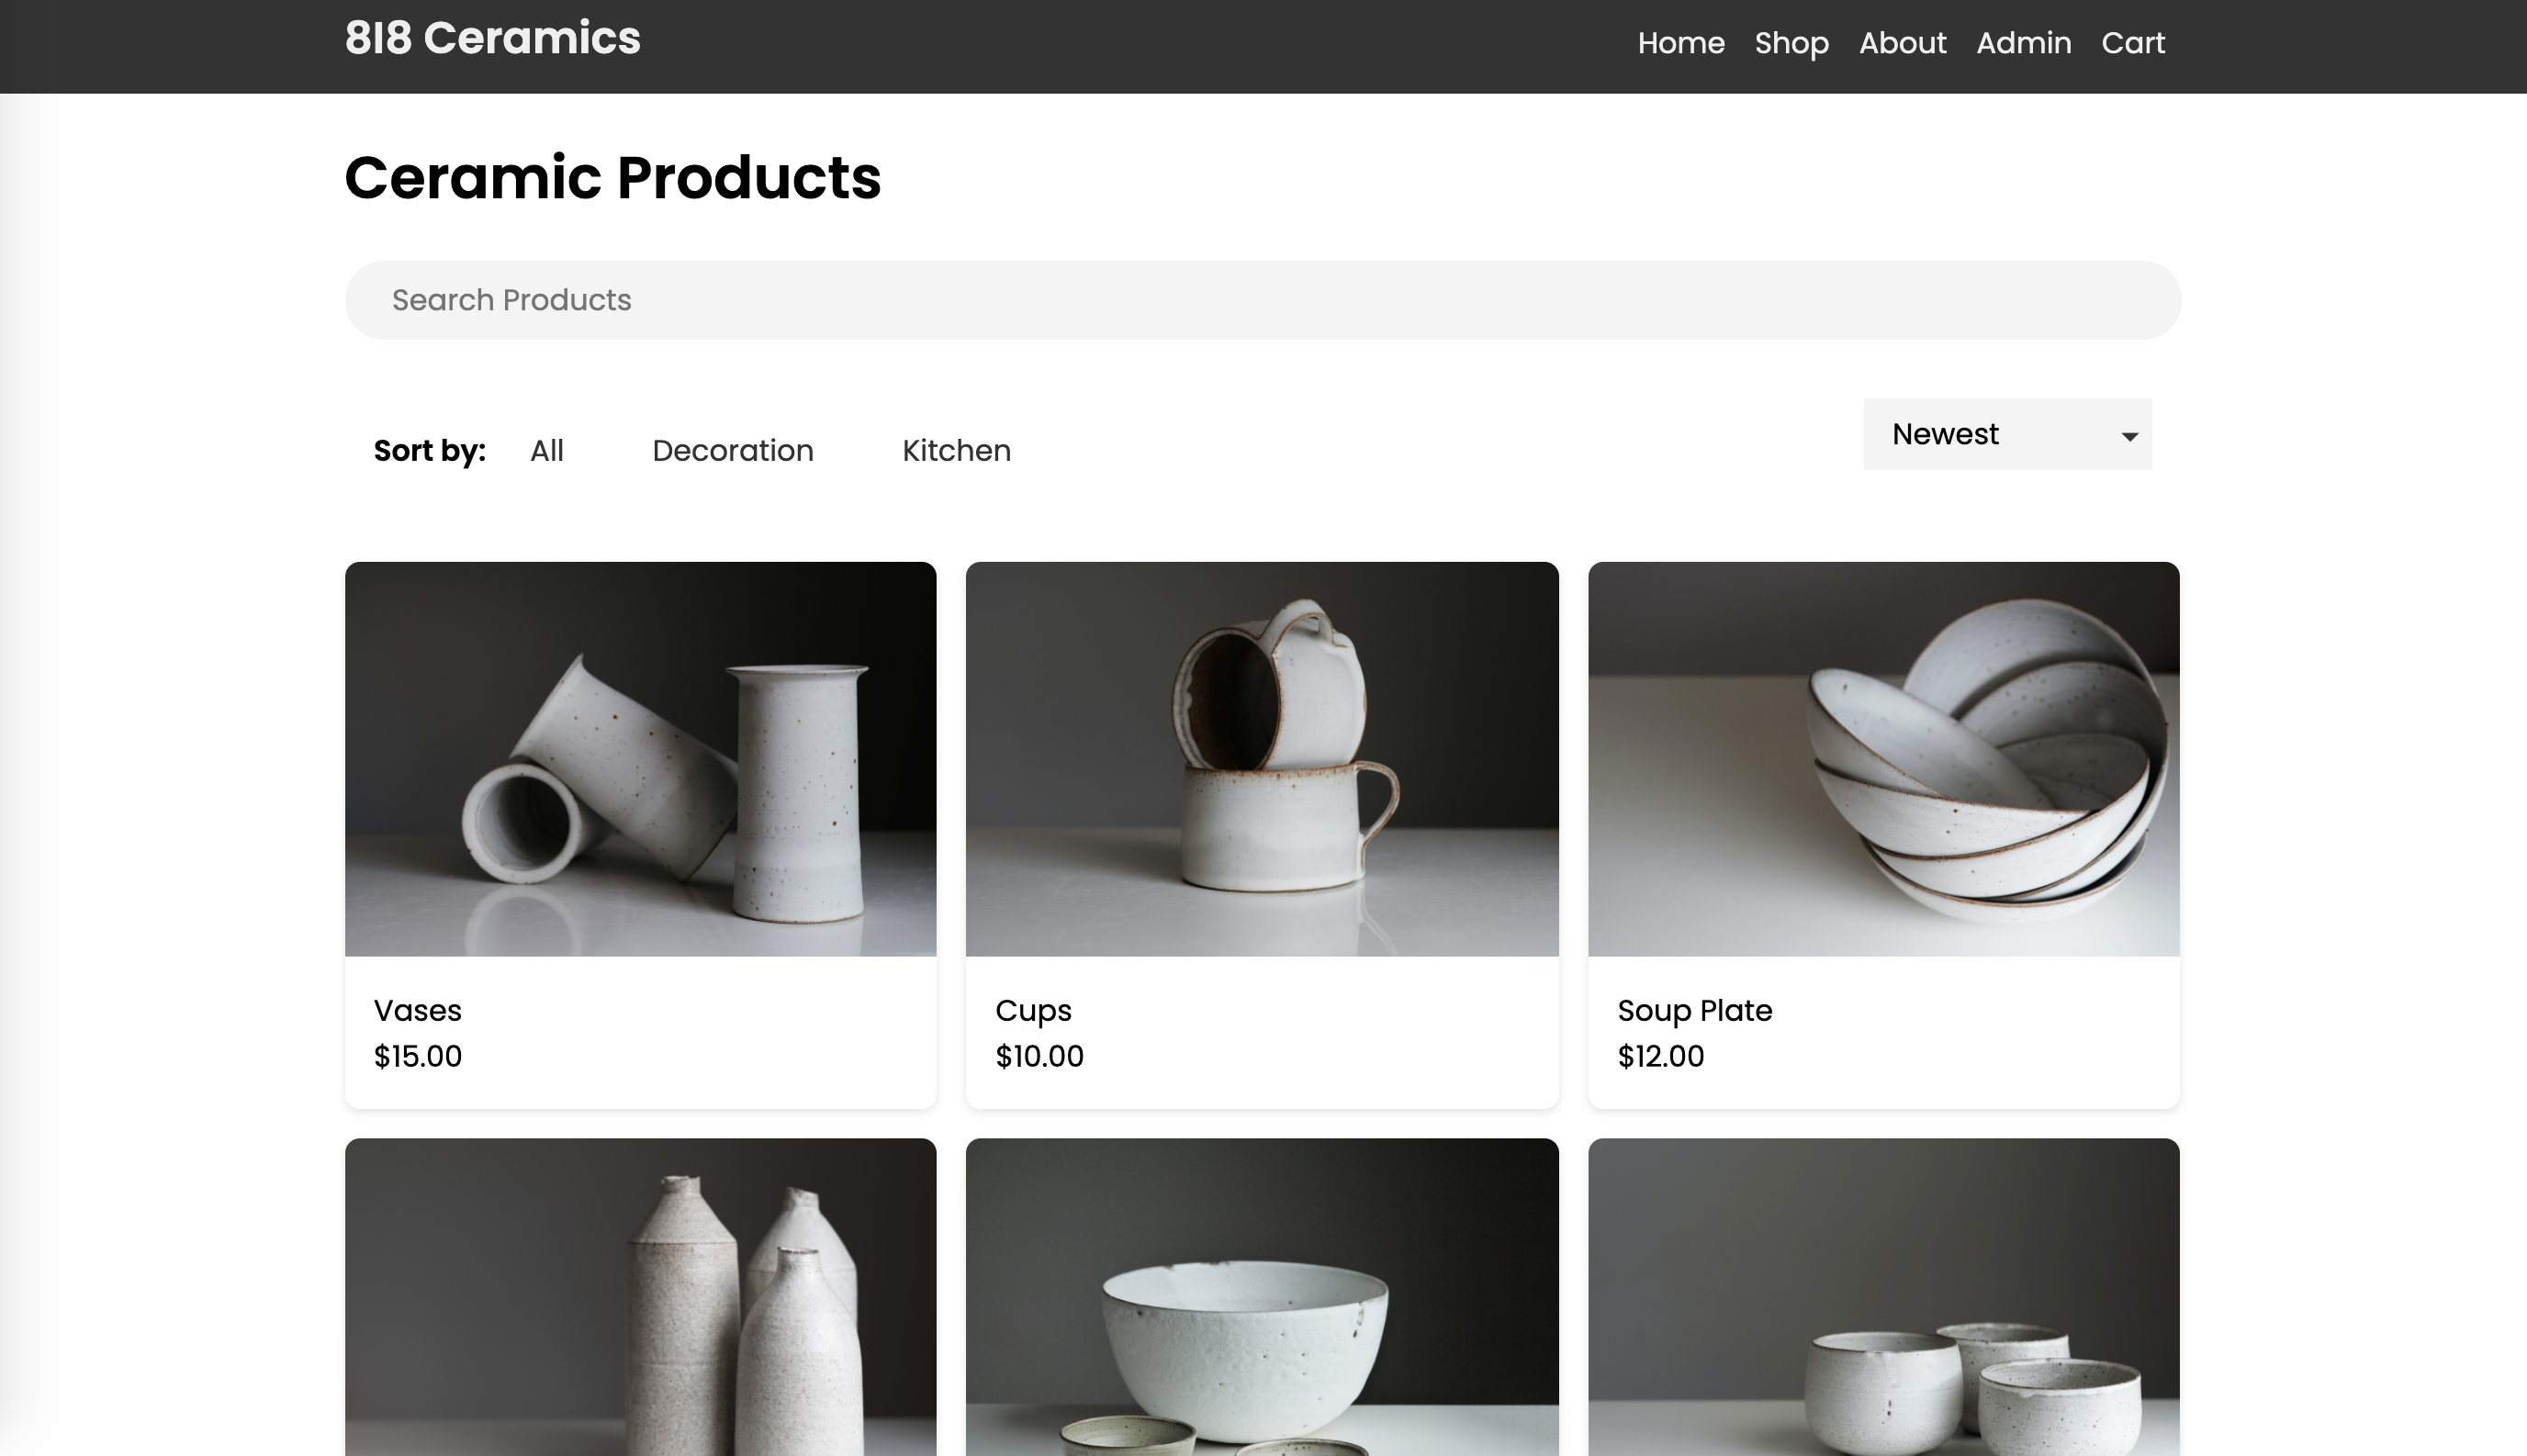 818 Ceramics
Home Shop About Admin Cart
Ceramic Products
Search Products
Sort by: All Decoration Kitchen
Newest
Vases
$15.00
Cups
$10.00
Soup Plate
$12.00